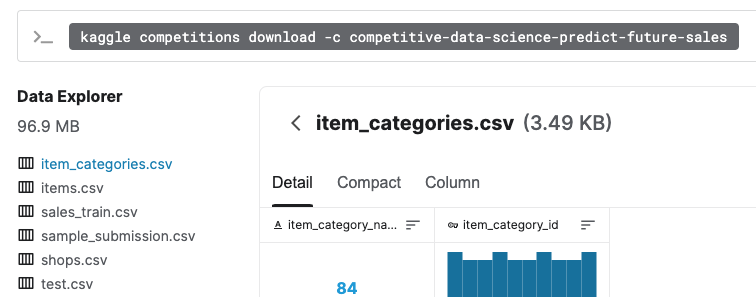 kaggle competitions download -c competitive-data-science-predict-future-sales
Data Explorer
96.9 MB
item_categories.csv
items.csv
sales_train.csv
sample_submission.csv
shops.csv
test.csv
item_categories.csv (3.49 KB)
Detail Compact Column
A item_category_na... item_category_id
84